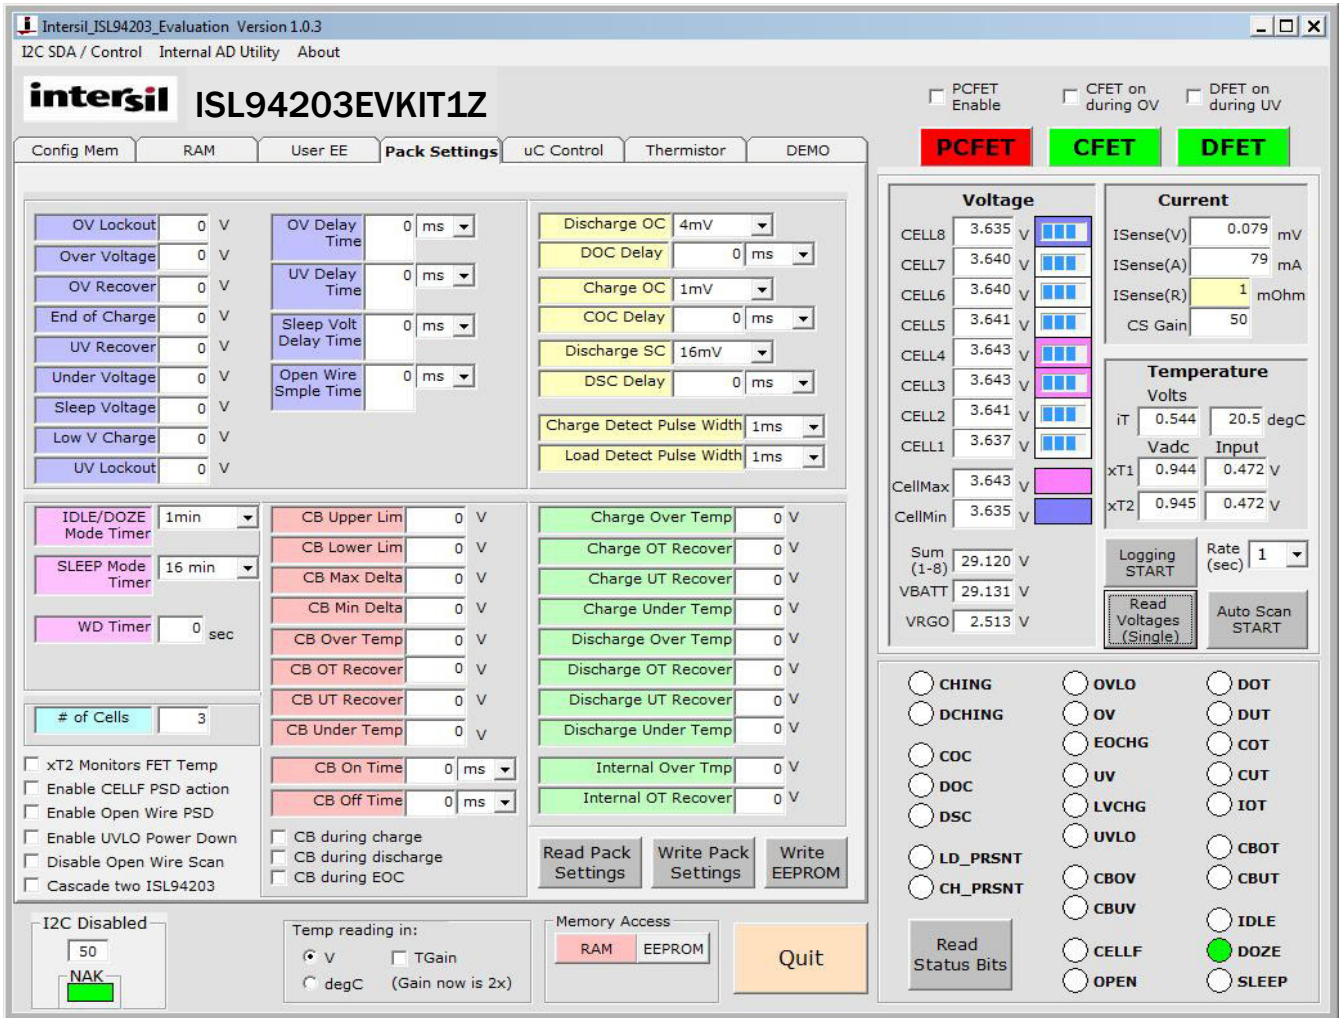 Intersil_ISL94203_Evaluation Version 1.0.3
I2C SDA / Control Internal AD Utility About
intersil ISL94203EVKIT1Z
PCFET Enable
CFET on during OV
DFET on during UV
PCFET CFET DFET
Config Mem RAM User EE Pack Settings uC Control Thermistor DEMO
OV Lockout 0 V
Over Voltage 0 V
OV Recover 0 V
End of Charge 0 V
UV Recover 0 V
Under Voltage 0 V
Sleep Voltage 0 V
Low V Charge 0 V
UV Lockout 0 V
OV Delay 0 ms
Time
UV Delay 0 ms
Time
Sleep Volt 0 ms
Delay Time
Open Wire 0 ms
Smple Time
Discharge OC 4mV
DOC Delay 0 ms
Charge OC 1mV
COC Delay 0 ms
Discharge SC 16mV
DSC Delay 0 ms
Charge Detect Pulse Width 1ms
Load Detect Pulse Width 1ms
IDLE/DOZE 1min
Mode Timer
SLEEP Mode 16 min
Timer
WD Timer 0 sec
# of Cells 3
xT2 Monitors FET Temp
Enable CELLF PSD action
Enable Open Wire PSD
Enable UVLO Power Down
Disable Open Wire Scan
Cascade two ISL94203
CB Upper Lim 0 V
CB Lower Lim 0 V
CB Max Delta 0 V
CB Min Delta 0 V
CB Over Temp 0 V
CB OT Recover 0 V
CB UT Recover 0 V
CB Under Temp 0 V
CB On Time 0 ms
CB Off Time 0 ms
CB during charge
CB during discharge
CB during EOC
Charge Over Temp 0 V
Charge OT Recover 0 V
Charge UT Recover 0 V
Charge Under Temp 0 V
Discharge Over Temp 0 V
Discharge OT Recover 0 V
Discharge UT Recover 0 V
Discharge Under Temp 0 V
Internal Over Tmp 0 V
Internal OT Recover 0 V
Read Pack
Settings
Write Pack
Settings
Write
EEPROM
I2C Disabled
50
NAK
Temp reading in:
V TGain
degC (Gain now is 2x)
Memory Access
RAM EEPROM
Quit
Voltage
CELL8 3.635 V
CELL7 3.640 V
CELL6 3.640 V
CELL5 3.641 V
CELL4 3.643 V
CELL3 3.643 V
CELL2 3.641 V
CELL1 3.637 V
CellMax 3.643 V
CellMin 3.635 V
Sum
(1-8) 29.120 V
VBATT 29.131 V
VRGO 2.513 V
Current
ISense(V) 0.079 mV
ISense(A) 79 mA
ISense(R) 1 mOhm
CS Gain 50
Temperature
Volts
iT 0.544 20.5 degC
Vadc Input
xT1 0.944 0.472 V
xT2 0.945 0.472 V
Logging
START
Rate
(sec) 1
Read
Voltages
(Single)
Auto Scan
START
CHING
DCHING
COC
DOC
DSC
LD_PRSNT
CH_PRSNT
Read
Status Bits
OVLO
OV
EOCHG
UV
LVCHG
UVLO
CBOV
CBUV
CELLF
OPEN
DOT
DUT
COT
CUT
IOT
CBOT
CBUT
IDLE
DOZE
SLEEP